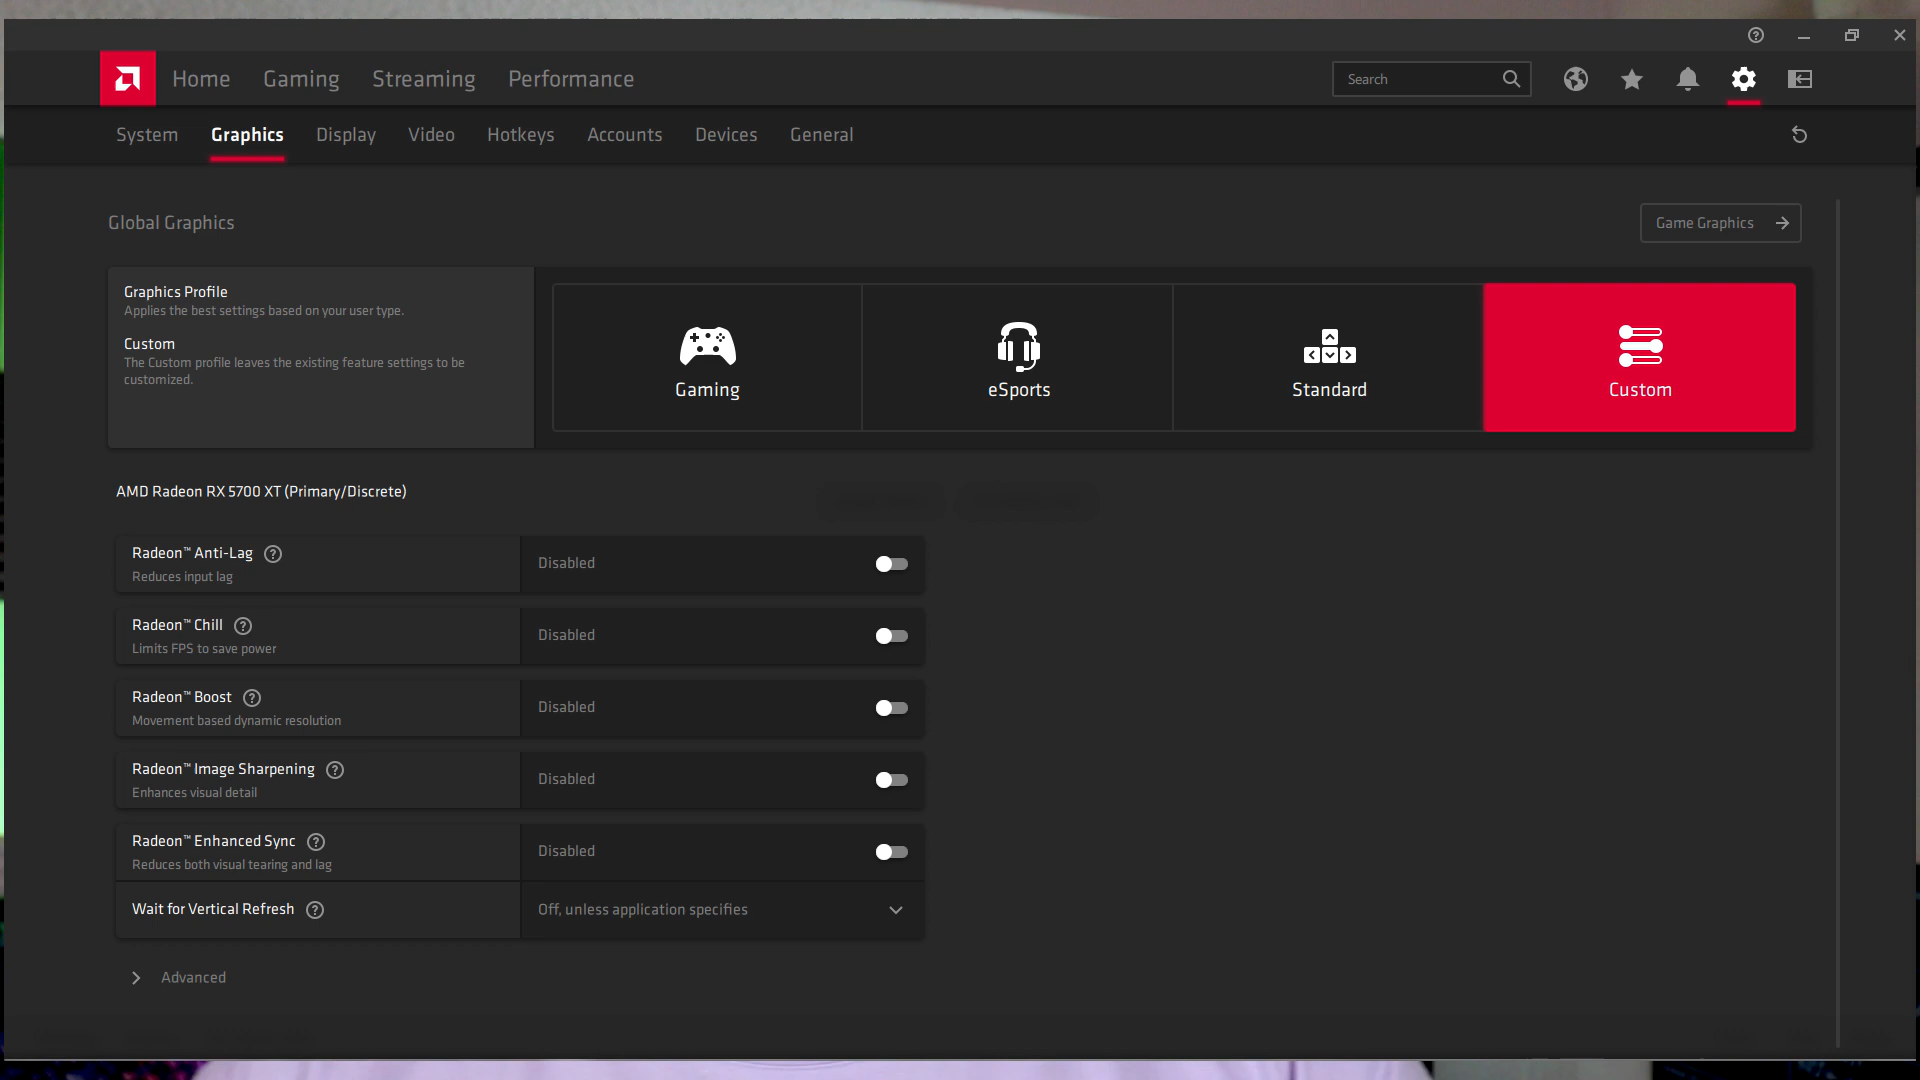 Home Gaming Streaming Performance Search
System Graphics Display Video Hotkeys Accounts Devices General
Global Graphics
Game Graphics
Graphics Profile
Applies the best settings based on your user type.
Custom
The Custom profile leaves the existing feature settings to be
customized.
Gaming
eSports
Standard
Custom
AMD Radeon RX 5700 XT (Primary/Discrete)
Radeon™ Anti-Lag
Reduces input lag
Disabled
Radeon™ Chill
Limits FPS to save power
Disabled
Radeon™ Boost
Movement based dynamic resolution
Disabled
Radeon™ Image Sharpening
Enhances visual detail
Disabled
Radeon™ Enhanced Sync
Reduces both visual tearing and lag
Disabled
Wait for Vertical Refresh
Off, unless application specifies
Advanced